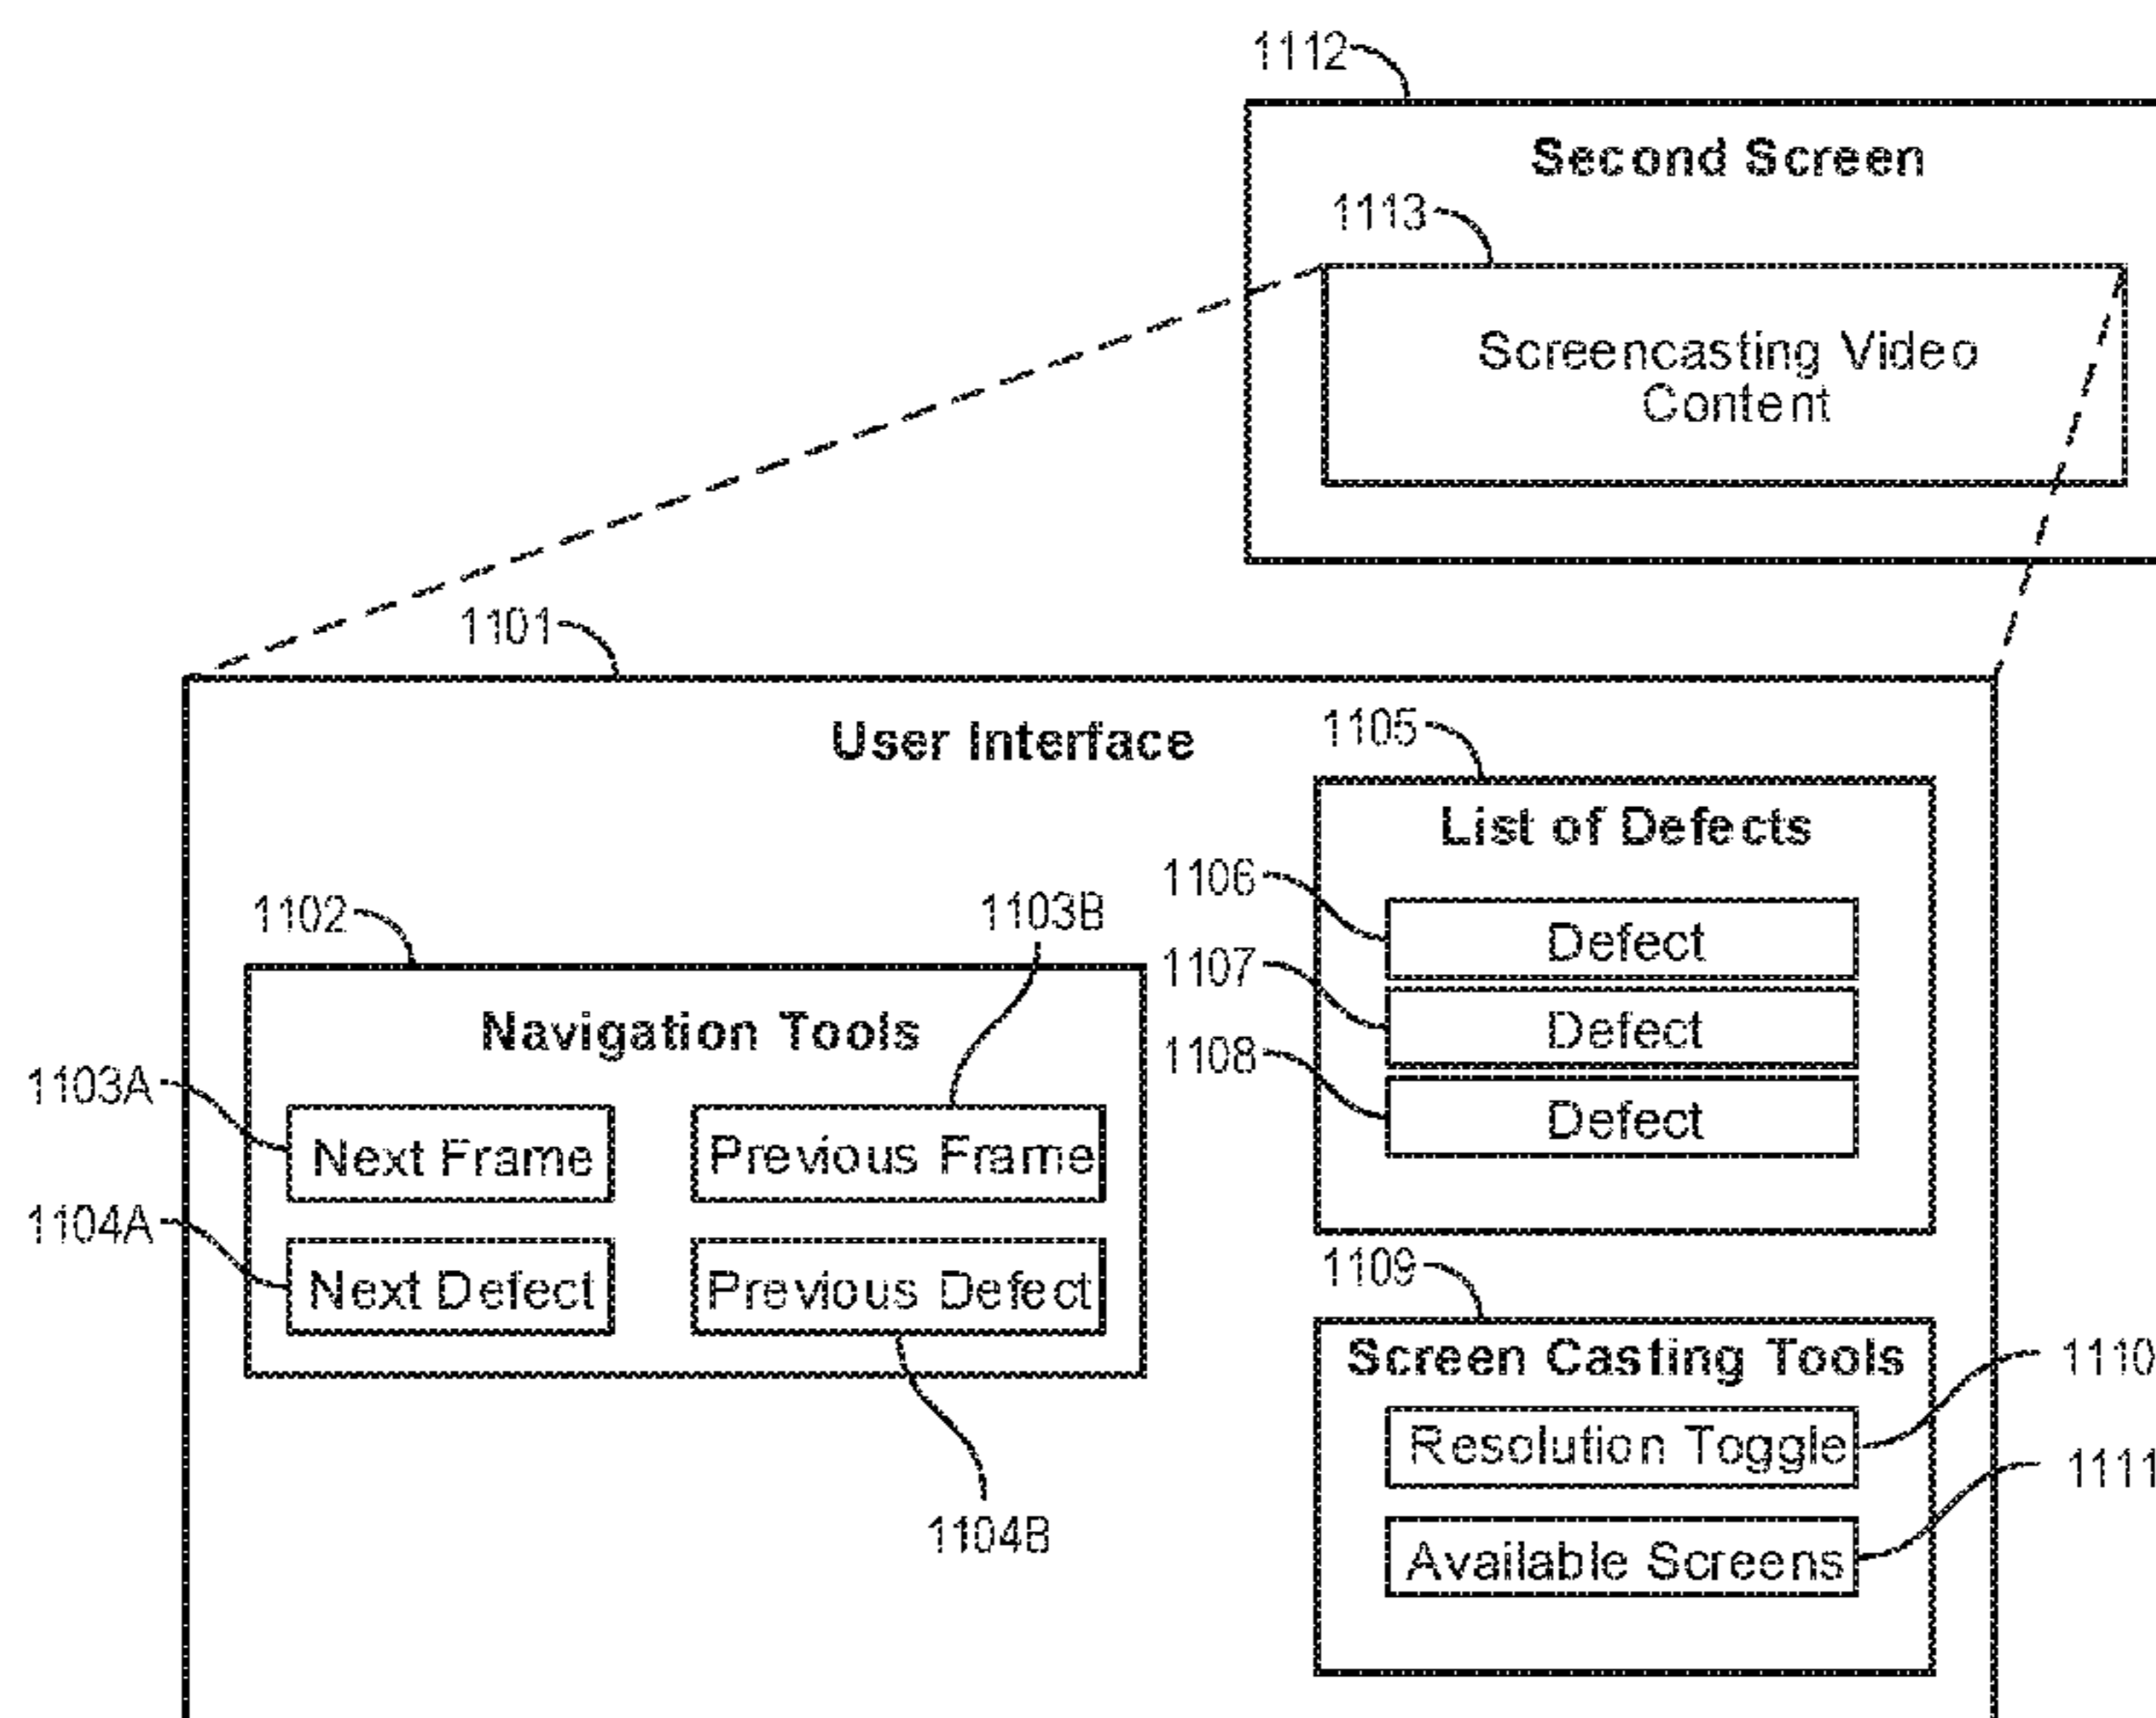 1112
Second Screen
1113
Screencasting Video
Content
1101
User Interface
1105
List of Defects
1106
Defect
1107
Defect
1108
Defect
1102
1103B
Navigation Tools
1103A
Next Frame
Previous Frame
1104A
Next Defect
Previous Defect
1104B
1109
Screen Casting Tools
1110
Resolution Toggle
1111
Available Screens